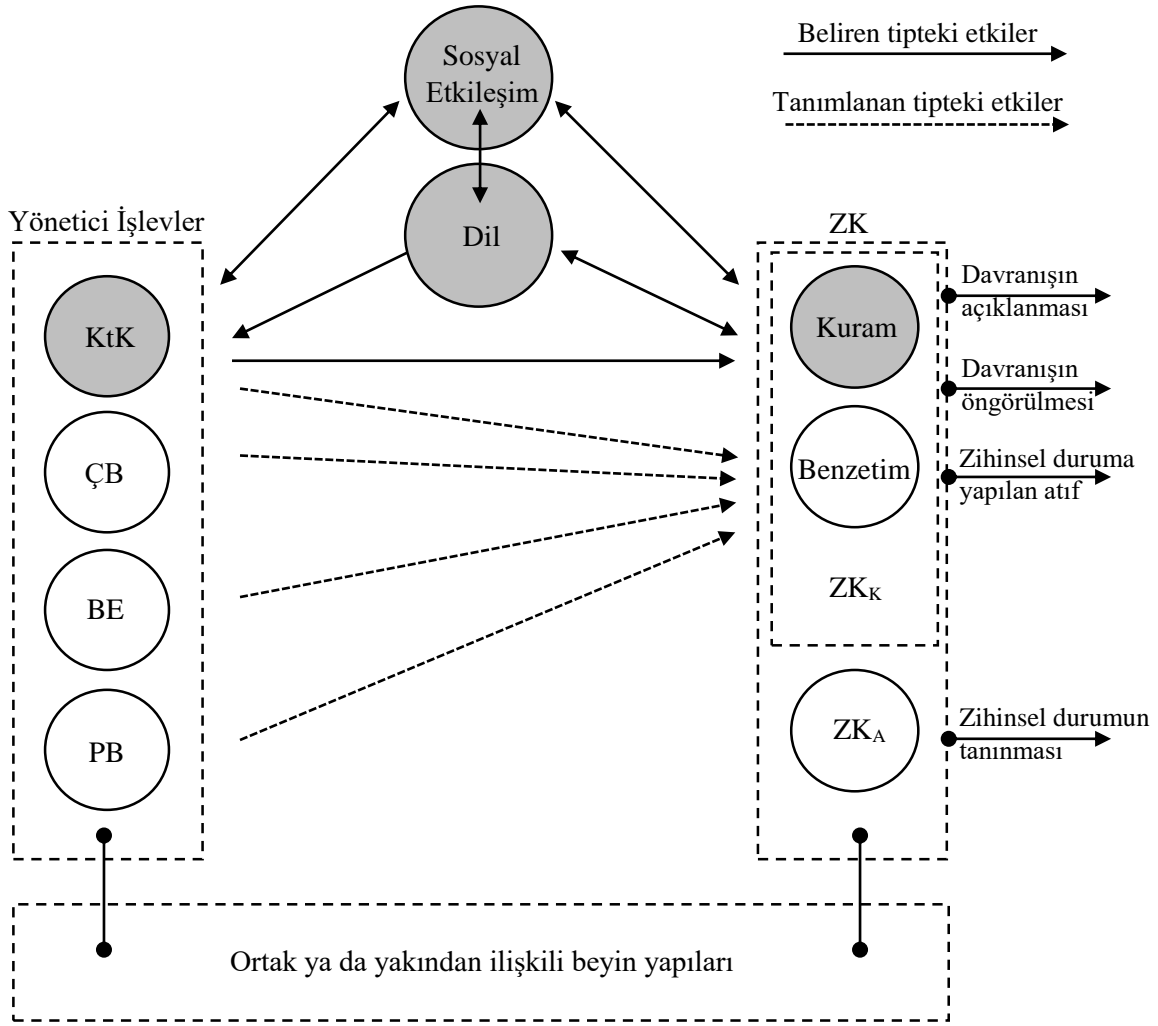 Sosyal
Etkileşim
Beliren tipteki etkiler
Tanımlanan tipteki etkiler
Dil
Yönetici İşlevler
KtK
ÇB
BE
PB
ZK
Kuram
Benzetim
ZKK
ZKA
Davranışın
açıklanması
Davranışın
öngörülmesi
Zihinsel duruma
yapılan atıf
Zihinsel durumun
tanınması
Ortak ya da yakından ilişkili beyin yapıları